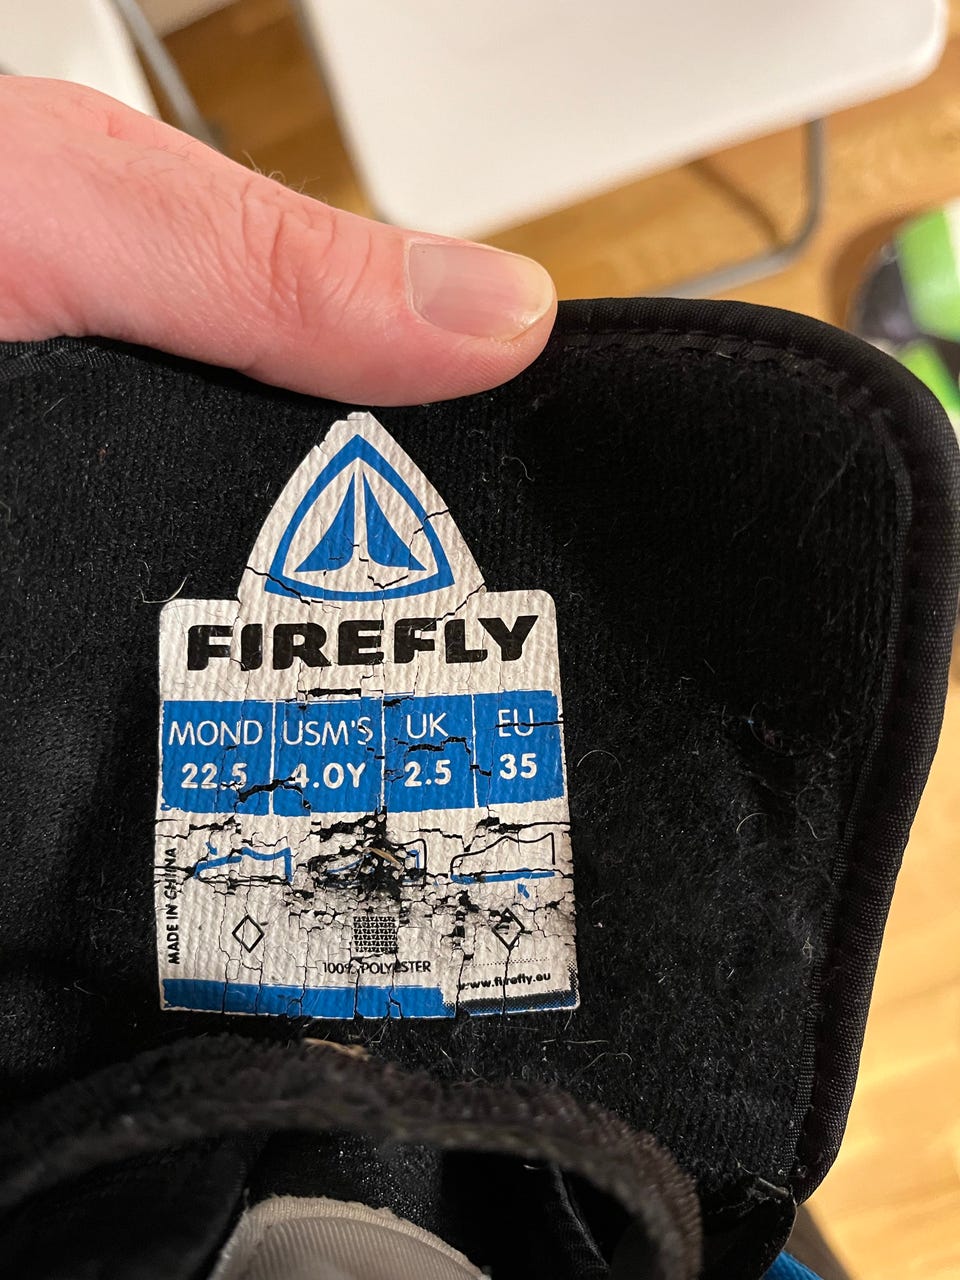 FIREFLY
MOND USM'S UK EU
22.5 4.0Y 2.5 35
MADE IN CHINA
100% POLYESTER
www.firefly.eu